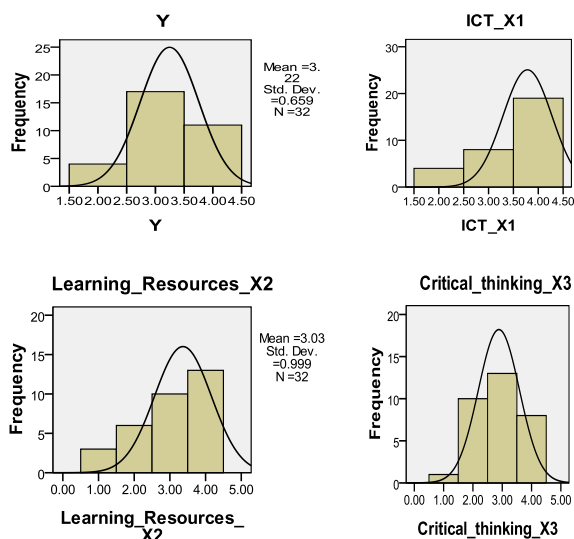 Y
25
20
15
10
5
0
Frequency
1.50 2.00 2.50 3.00 3.50 4.00 4.50
Y
Mean =3.
22
Std. Dev.
=0.659
N =32
ICT_X1
30
20
10
0
Frequency
1.50 2.00 2.50 3.00 3.50 4.00 4.50
ICT_X1
Learning_Resources_X2
20
15
10
5
0
Frequency
0.00 1.00 2.00 3.00 4.00 5.00
Learning_Resources_
X2
Mean =3.03
Std. Dev.
=0.999
N =32
Critical_thinking_X3
20
15
10
5
0
Frequency
0.00 1.00 2.00 3.00 4.00 5.00
Critical_thinking_X3